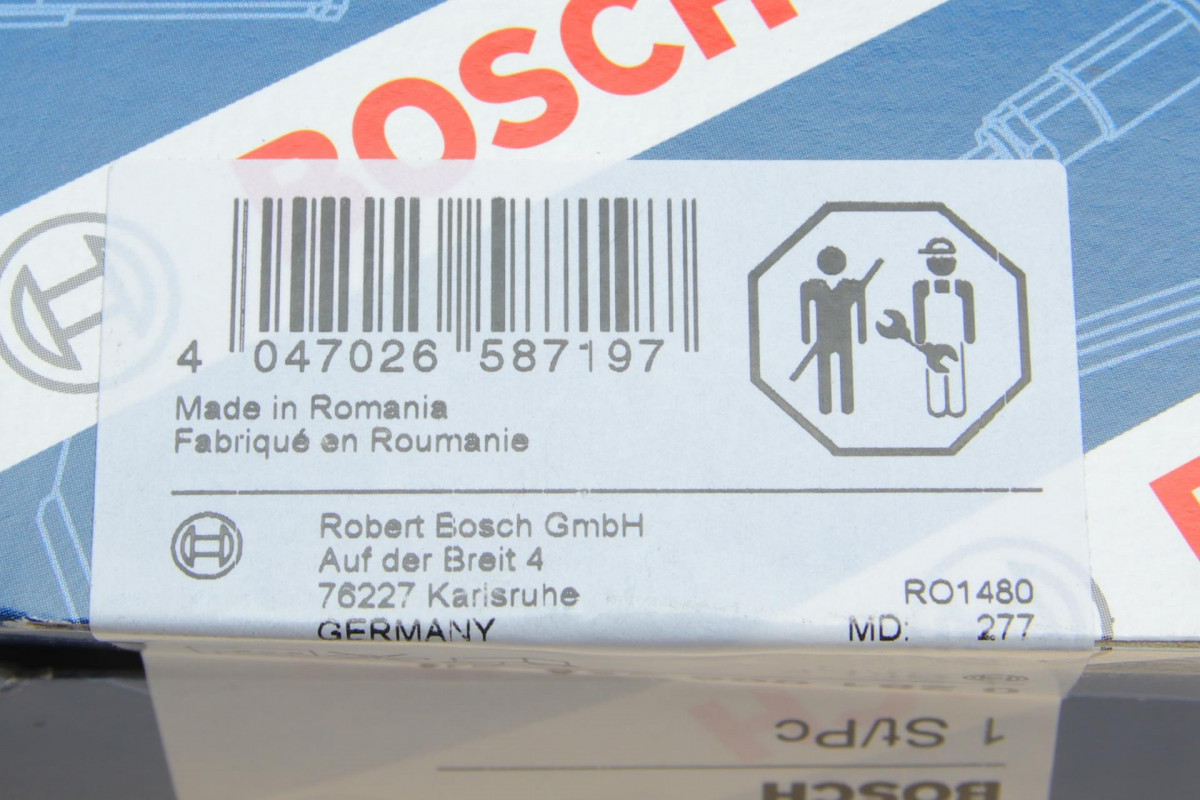 BOSCH
4 047026 587197
Made in Romania
Fabriqué en Roumanie
Robert Bosch GmbH
Auf der Breit 4
76227 Karlsruhe
GERMANY
RO1480
MD: 277
1 St/Pc
BOSCH